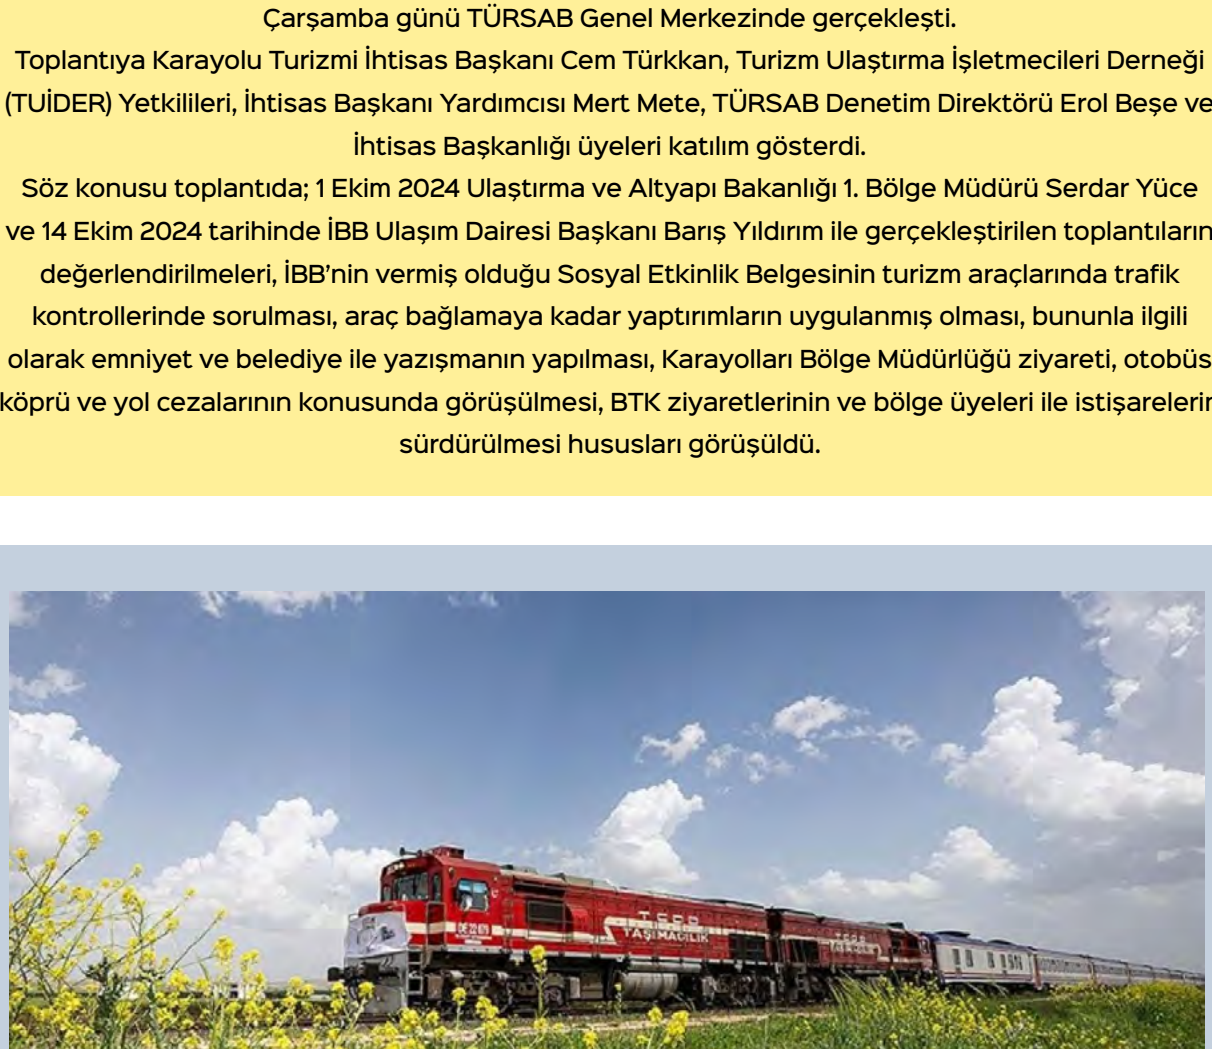 Çarşamba günü TÜRSAB Genel Merkezinde gerçekleşti.
Toplantıya Karayolu Turizmi İhtisas Başkanı Cem Türkkan, Turizm Ulaştırma İşletmecileri Derneği
(TUİDER) Yetkilileri, İhtisas Başkanı Yardımcısı Mert Mete, TÜRSAB Denetim Direktörü Erol Beşe ve
İhtisas Başkanlığı üyeleri katılım gösterdi.
Söz konusu toplantıda; 1 Ekim 2024 Ulaştırma ve Altyapı Bakanlığı 1. Bölge Müdürü Serdar Yüce
ve 14 Ekim 2024 tarihinde İBB Ulaşım Dairesi Başkanı Barış Yıldırım ile gerçekleştirilen toplantıların
değerlendirilmeleri, İBB’nin vermiş olduğu Sosyal Etkinlik Belgesinin turizm araçlarında trafik
kontrollerinde sorulması, araç bağlamaya kadar yaptırımların uygulanmış olması, bununla ilgili
olarak emniyet ve belediye ile yazışmanın yapılması, Karayolları Bölge Müdürlüğü ziyareti, otobüs
köprü ve yol cezalarının konusunda görüşülmesi, BTK ziyaretlerinin ve bölge üyeleri ile istişarelerin
sürdürülmesi hususları görüşüldü.
TCDD
TAŞIMACILIK